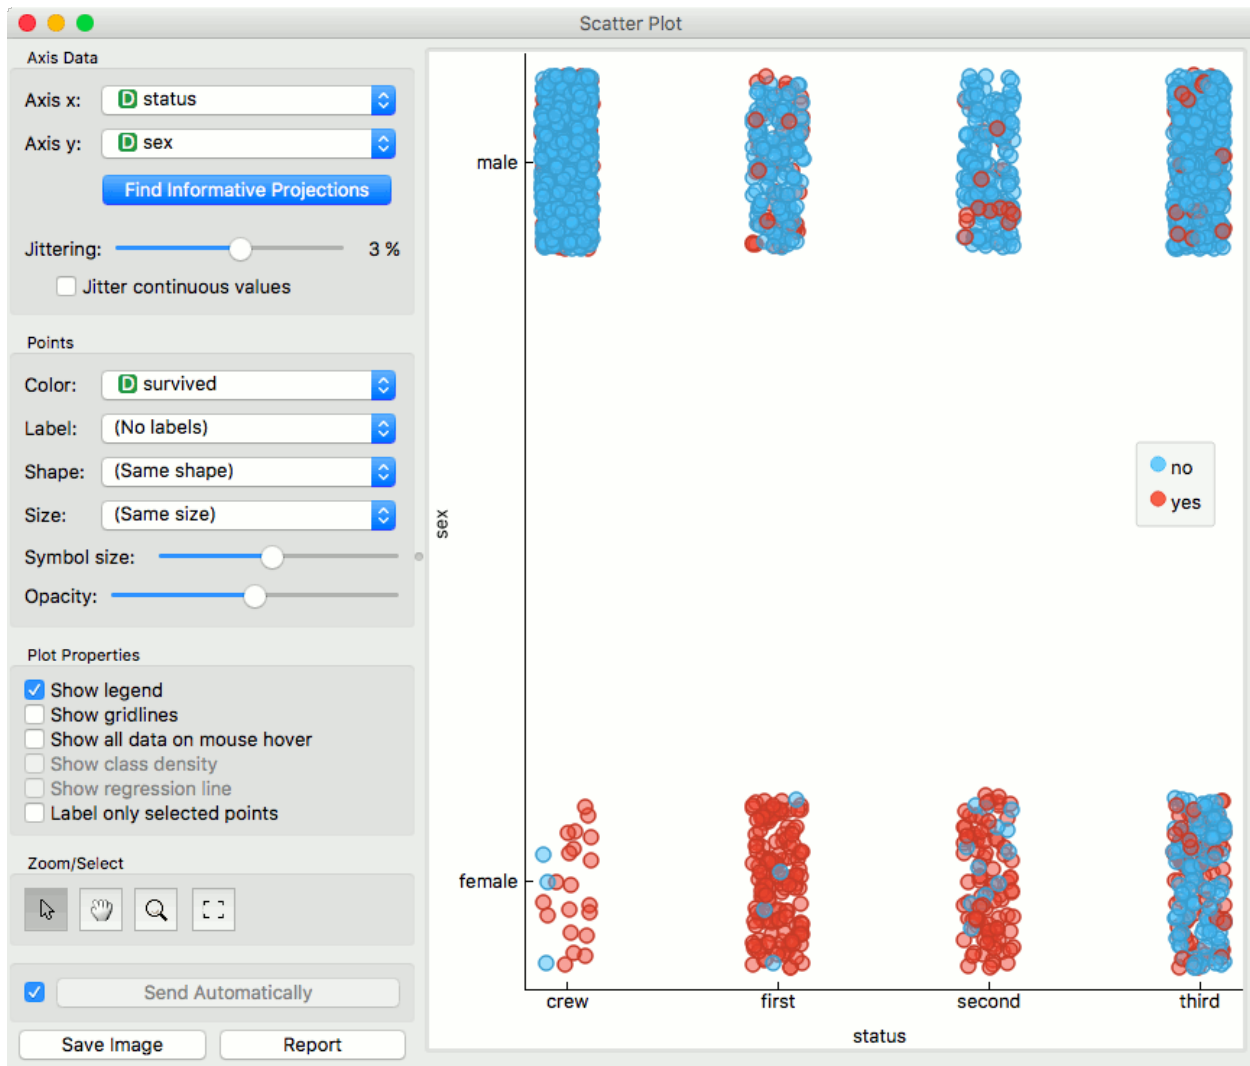 Scatter Plot
Axis Data
Axis x: D status
Axis y: D sex
Find Informative Projections
Jittering: 3 %
Jitter continuous values
Points
Color: D survived
Label: (No labels)
Shape: (Same shape)
Size: (Same size)
Symbol size:
Opacity:
Plot Properties
Show legend
Show gridlines
Show all data on mouse hover
Show class density
Show regression line
Label only selected points
Zoom/Select
Send Automatically
Save Image Report
male
female
sex
no
yes
crew first second third
status